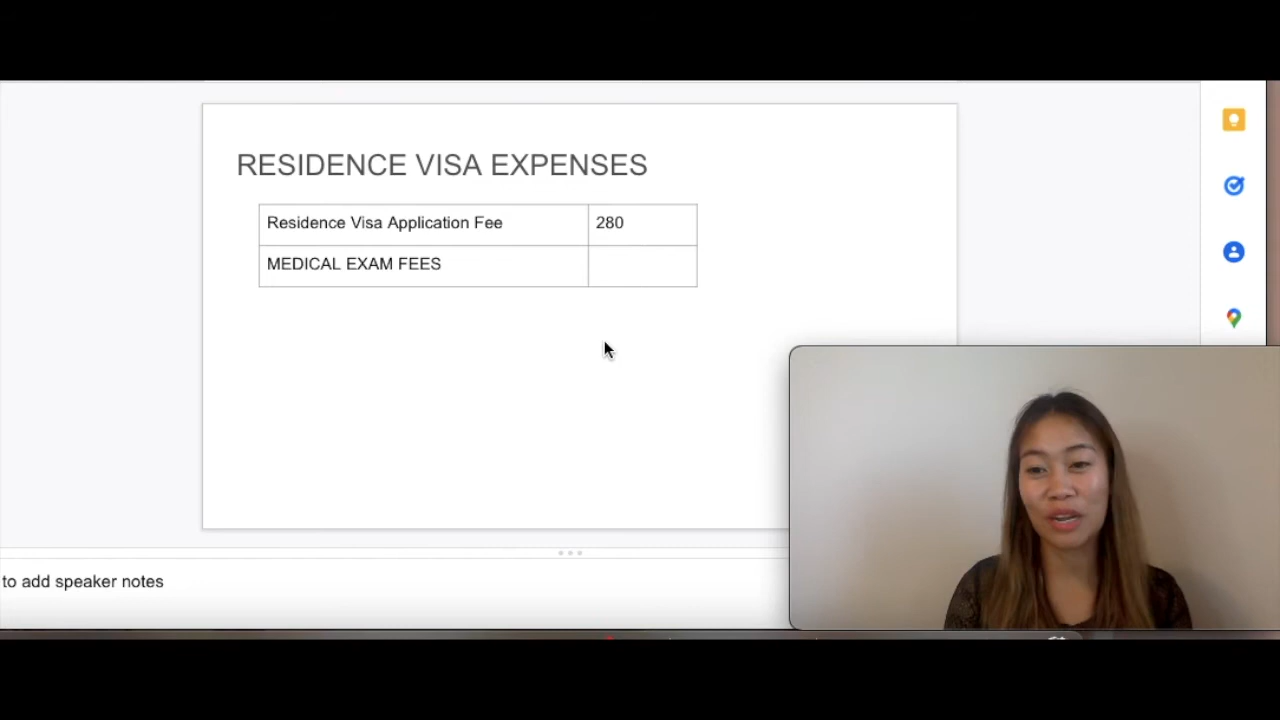 RESIDENCE VISA EXPENSES
Residence Visa Application Fee 280
MEDICAL EXAM FEES
to add speaker notes